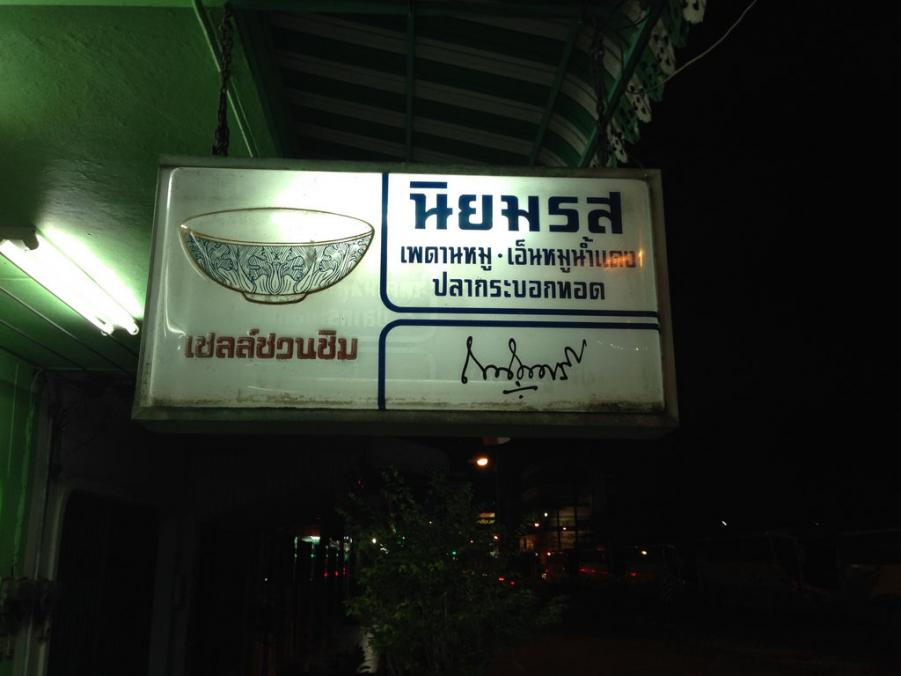 นิยมรส
เพดานหมู · เอ็นหมูน้ำแดง
ปลากระบอกทอด
เชลล์ชวนชิม